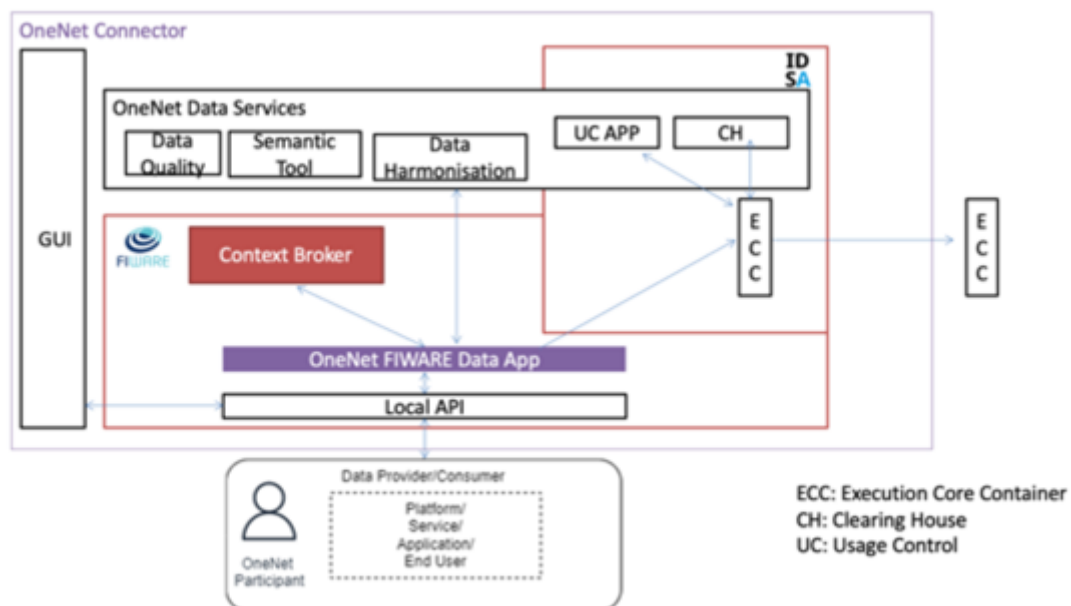 OneNet Connector
ID
SA
OneNet Data Services
Data
Quality
Semantic
Tool
Data
Harmonisation
UC APP
CH
GUI
FIWARE
Context Broker
E
C
C
E
C
C
OneNet FIWARE Data App
Local API
Data Provider/Consumer
Platform/
Service/
Application/
End User
OneNet
Participant
ECC: Execution Core Container
CH: Clearing House
UC: Usage Control